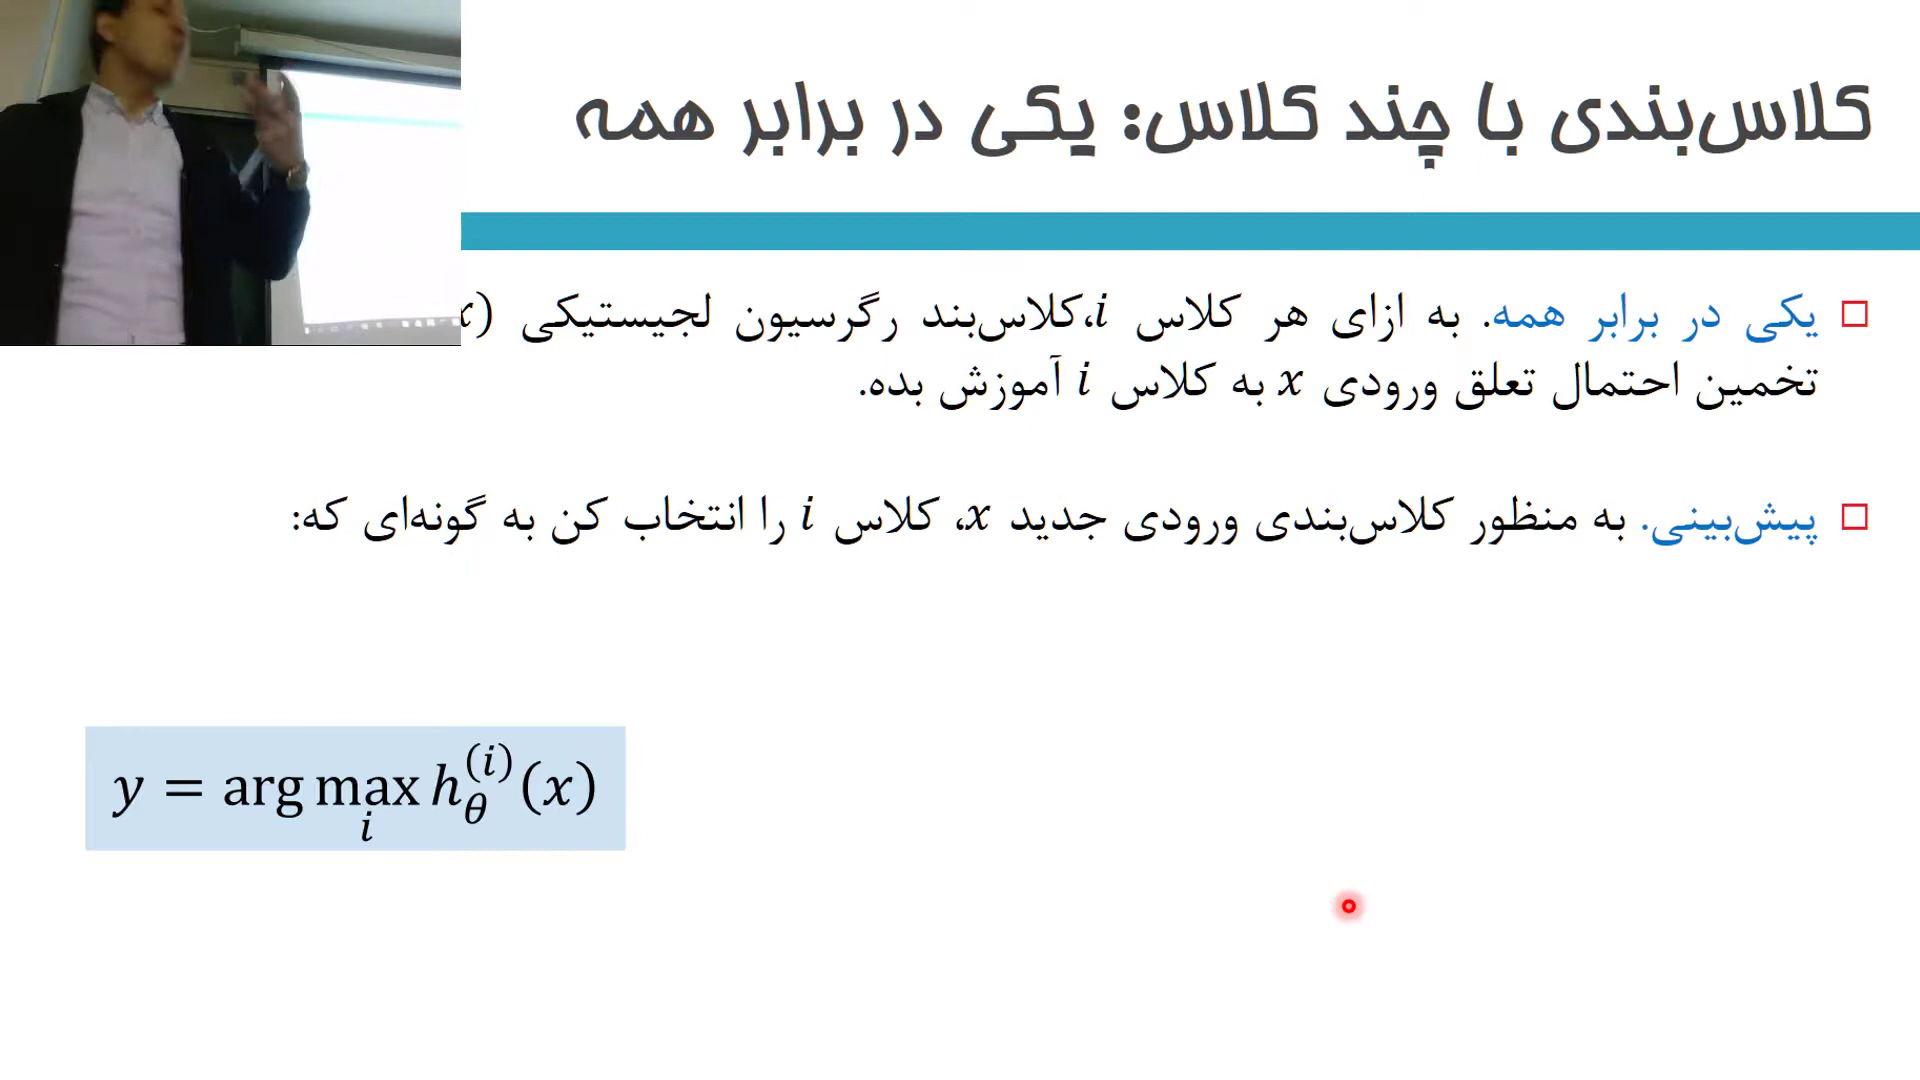 کلاس‌بندی با چند کلاس: یکی در برابر همه
یکی در برابر همه. به ازای هر کلاس i،کلاس‌بند رگرسیون لجیستیکی x)
تخمین احتمال تعلق ورودی x به کلاس i آموزش بده.
پیش‌بینی. به منظور کلاس‌بندی ورودی جدید x، کلاس i را انتخاب کن به گونه‌ای که:
y = arg max_i h_θ^(i)(x)